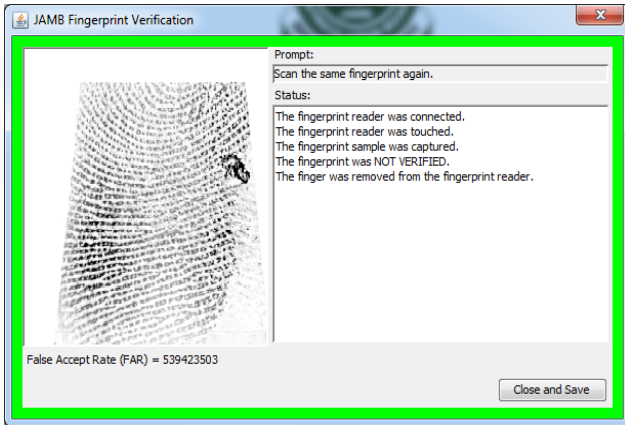 JAMB Fingerprint Verification
Prompt:
Scan the same fingerprint again.
Status:
The fingerprint reader was connected.
The fingerprint reader was touched.
The fingerprint sample was captured.
The fingerprint was NOT VERIFIED.
The finger was removed from the fingerprint reader.
False Accept Rate (FAR) = 539423503
Close and Save